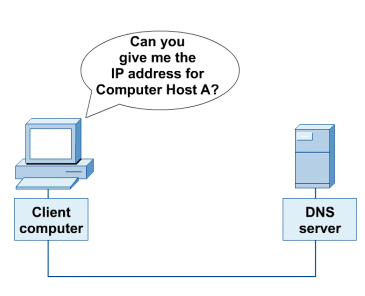 Can you
give me the
IP address for
Computer Host A?
Client
computer
DNS
server